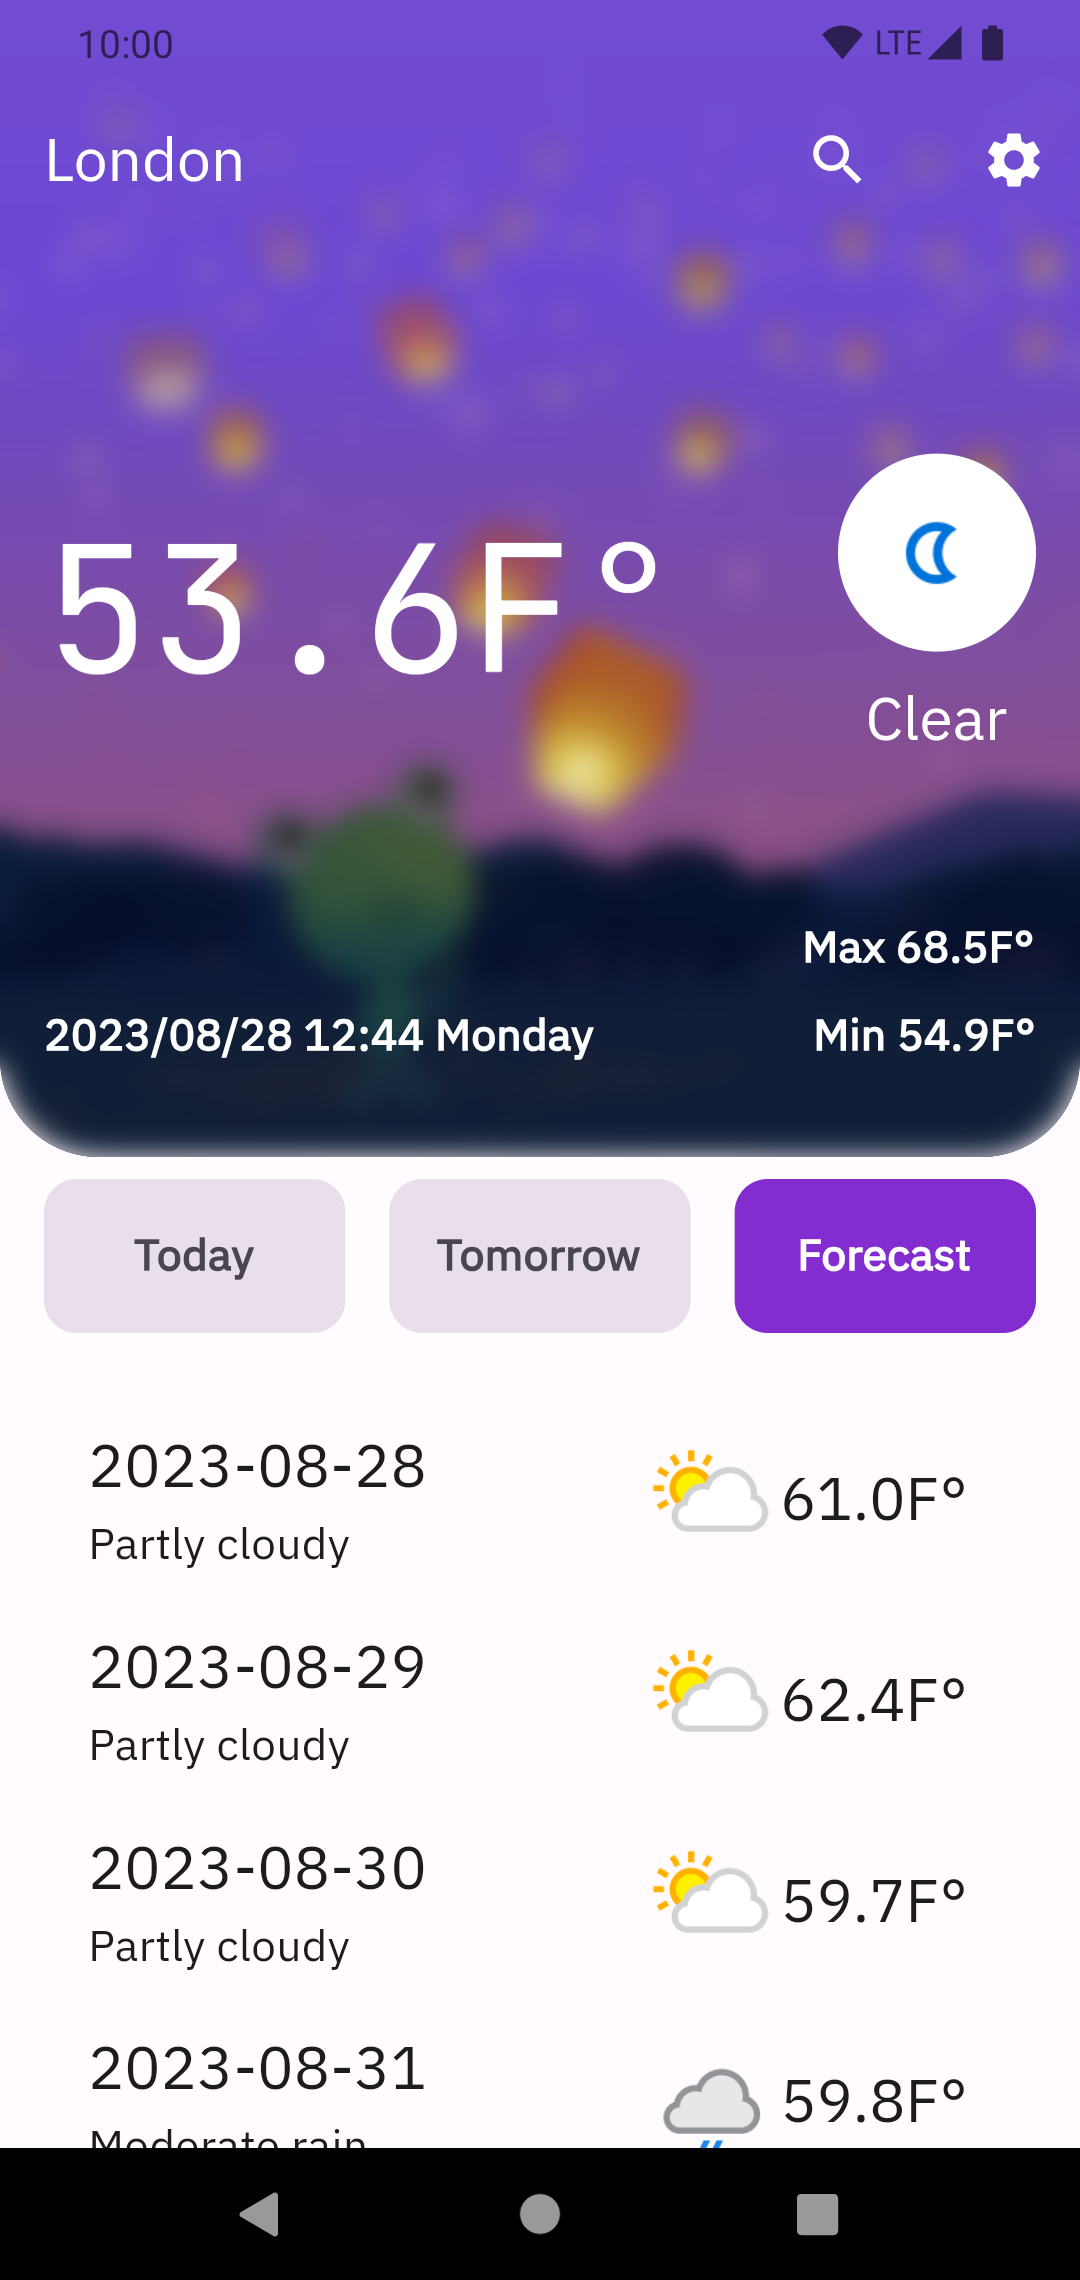 10:00 LTE
London
53.6F°
Clear
Max 68.5F°
2023/08/28 12:44 Monday Min 54.9F°
Today Tomorrow Forecast
2023-08-28
Partly cloudy
61.0F°
2023-08-29
Partly cloudy
62.4F°
2023-08-30
Partly cloudy
59.7F°
2023-08-31
Moderate rain
59.8F°